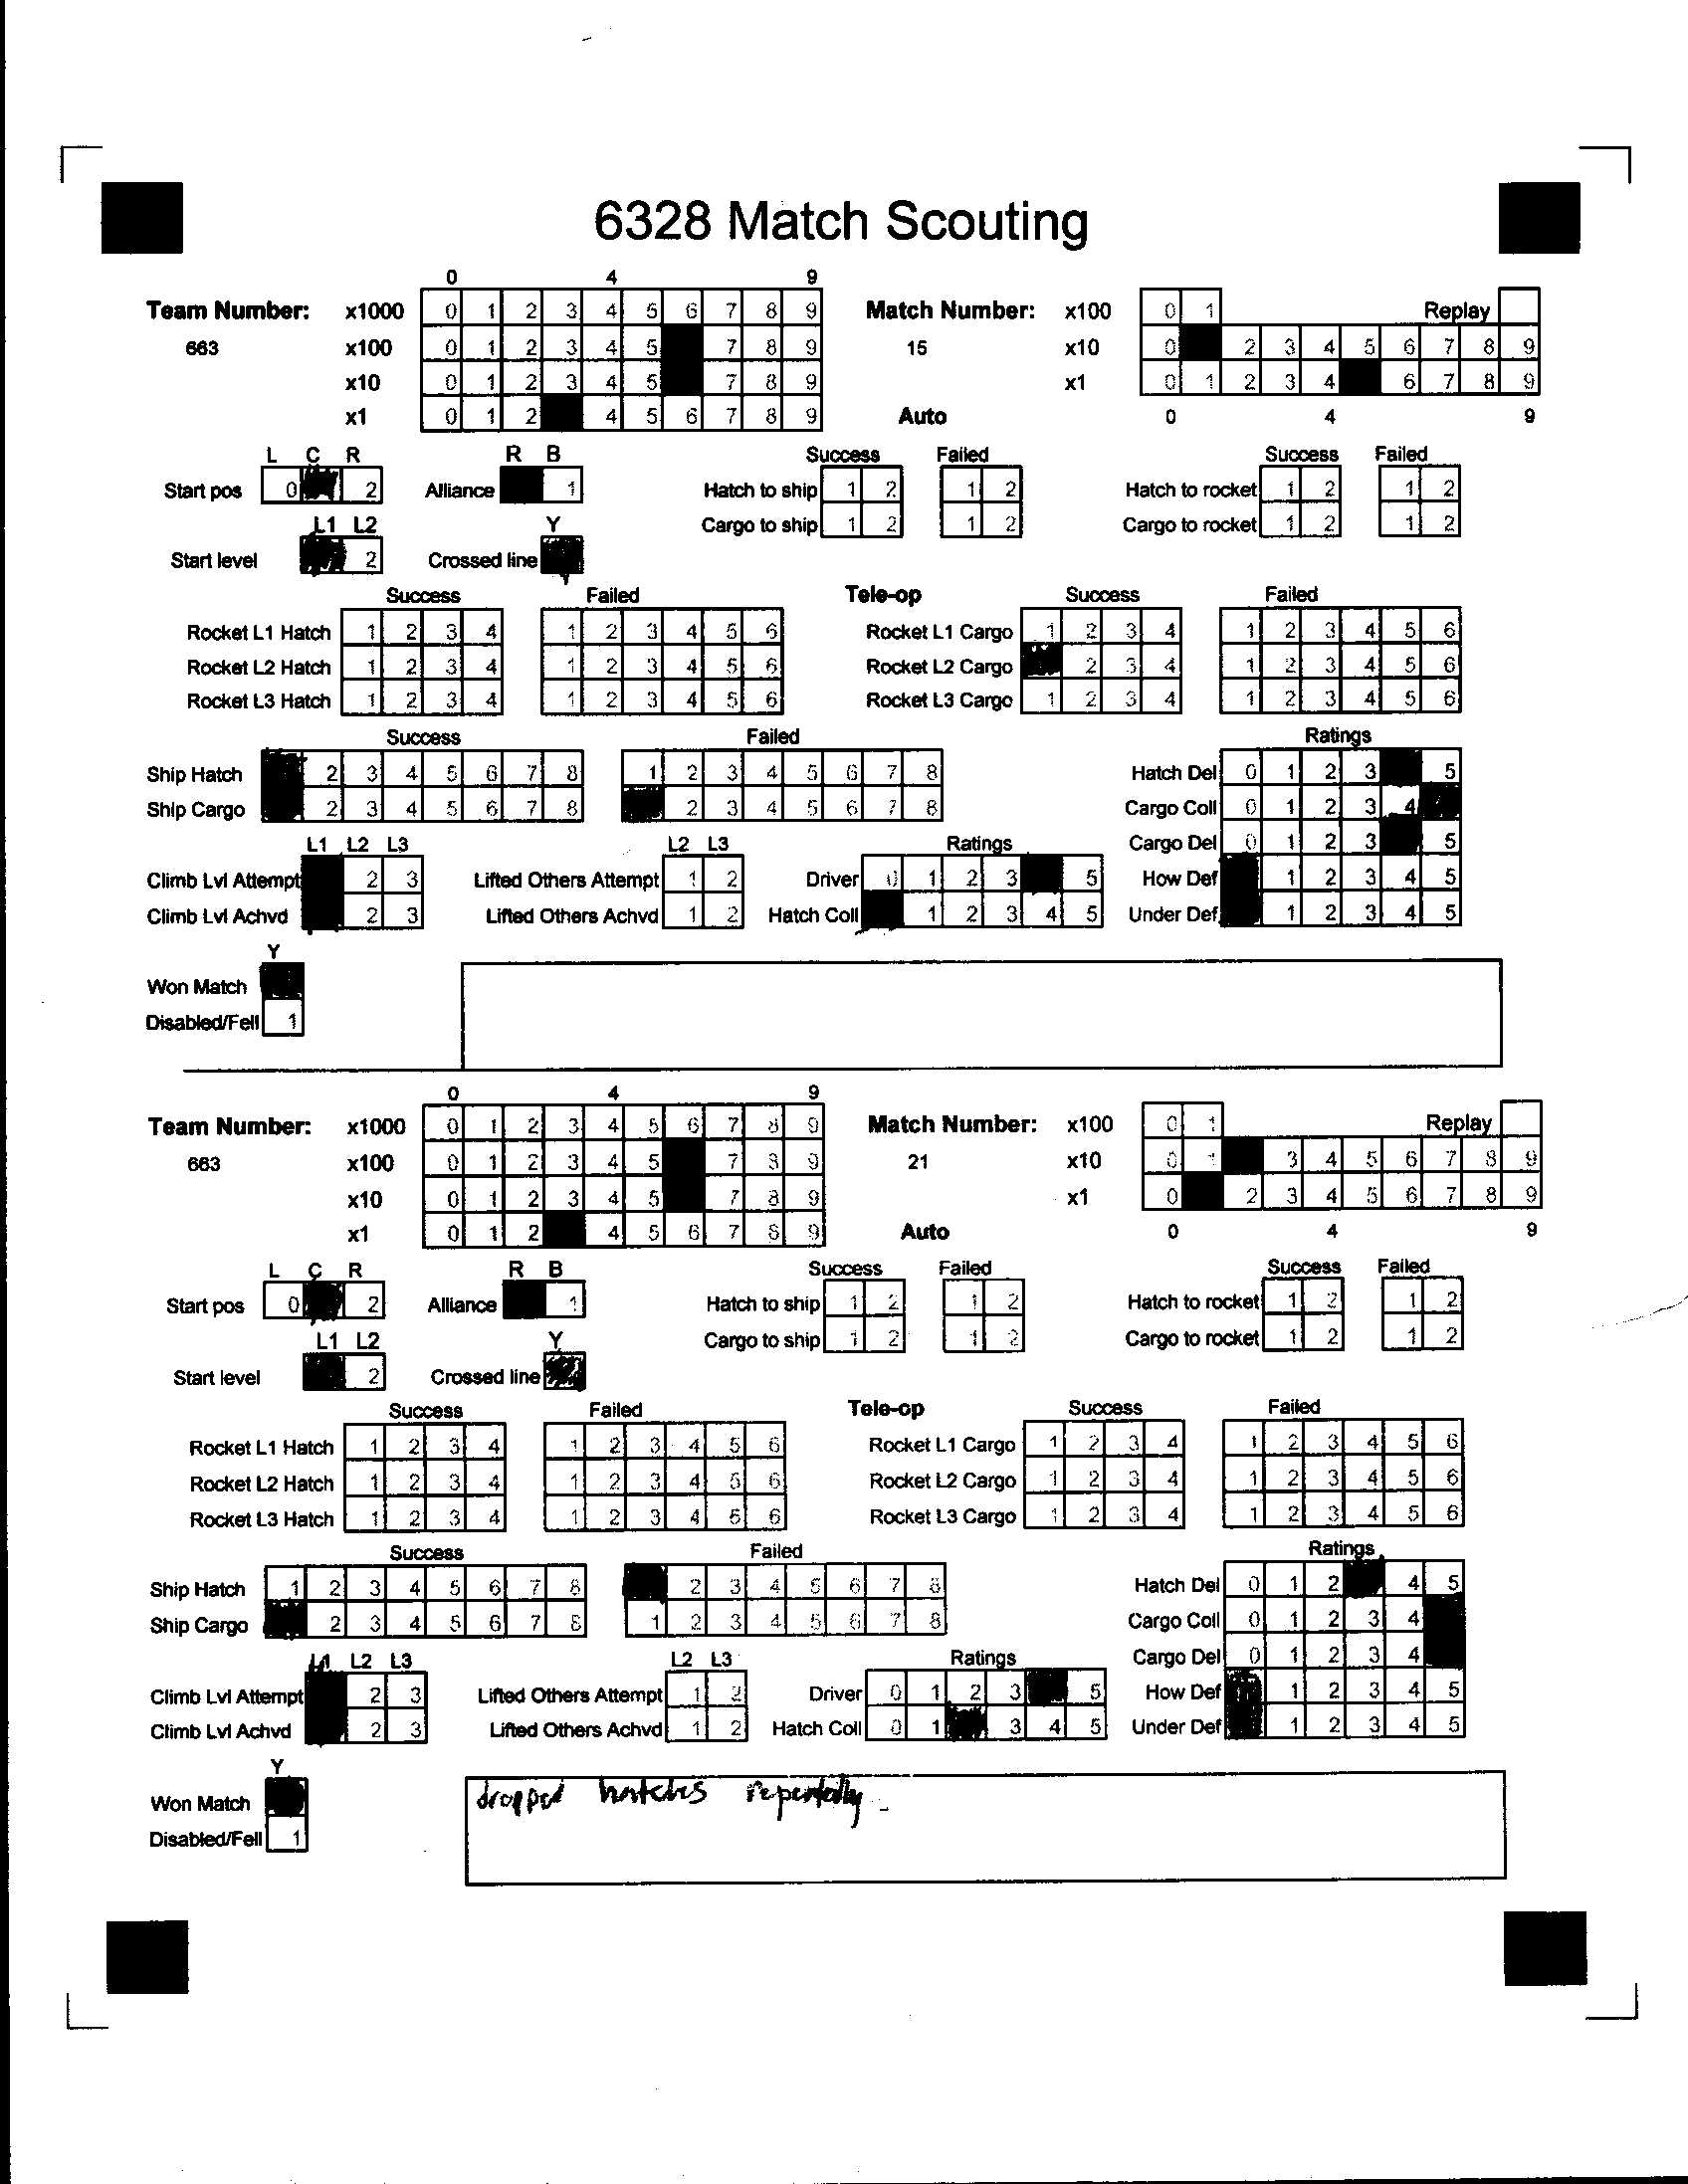 6328 Match Scouting
0 4 9
Team Number: x1000 0 1 2 3 4 5 6 7 8 9 Match Number: x100 0 1 Replay
663 x100 0 1 2 3 4 5 7 8 9 15 x10 0 2 3 4 5 6 7 8 9
x10 0 1 2 3 4 5 7 8 9 x1 0 1 2 3 4 6 7 8 9
x1 0 1 2 4 5 6 7 8 9 Auto 0 4 9
L C R R B Success Failed Success Failed
Start pos 0 2 Alliance 1 Hatch to ship 1 2 1 2 Hatch to rocket 1 2 1 2
L1 L2 Y Cargo to ship 1 2 1 2 Cargo to rocket 1 2 1 2
Start level 2 Crossed line
Success Failed Tele-op Success Failed
Rocket L1 Hatch 1 2 3 4 1 2 3 4 5 6 Rocket L1 Cargo 1 2 3 4 1 2 3 4 5 6
Rocket L2 Hatch 1 2 3 4 1 2 3 4 5 6 Rocket L2 Cargo 2 3 4 1 2 3 4 5 6
Rocket L3 Hatch 1 2 3 4 1 2 3 4 5 6 Rocket L3 Cargo 1 2 3 4 1 2 3 4 5 6
Success Failed Ratings
Ship Hatch 2 3 4 5 6 7 8 1 2 3 4 5 6 7 8 Hatch Del 0 1 2 3 5
Ship Cargo 2 3 4 5 6 7 8 2 3 4 5 6 7 8 Cargo Coll 0 1 2 3 4
L1 L2 L3 L2 L3 Ratings Cargo Del 0 1 2 3 5
Climb Lvl Attempt 2 3 Lifted Others Attempt 1 2 Driver 0 1 2 3 5 How Def 1 2 3 4 5
Climb Lvl Achvd 2 3 Lifted Others Achvd 1 2 Hatch Coll 1 2 3 4 5 Under Def 1 2 3 4 5
Y
Won Match
Disabled/Fell 1
0 4 9
Team Number: x1000 0 1 2 3 4 5 6 7 8 9 Match Number: x100 0 1 Replay
663 x100 0 1 2 3 4 5 7 8 9 21 x10 0 1 3 4 5 6 7 8 9
x10 0 1 2 3 4 5 7 8 9 x1 0 2 3 4 5 6 7 8 9
x1 0 1 2 4 5 6 7 8 9 Auto 0 4 9
L C R R B Success Failed Success Failed
Start pos 0 2 Alliance 1 Hatch to ship 1 2 1 2 Hatch to rocket 1 2 1 2
L1 L2 Y Cargo to ship 1 2 1 2 Cargo to rocket 1 2 1 2
Start level 2 Crossed line
Success Failed Tele-op Success Failed
Rocket L1 Hatch 1 2 3 4 1 2 3 4 5 6 Rocket L1 Cargo 1 2 3 4 1 2 3 4 5 6
Rocket L2 Hatch 1 2 3 4 1 2 3 4 5 6 Rocket L2 Cargo 1 2 3 4 1 2 3 4 5 6
Rocket L3 Hatch 1 2 3 4 1 2 3 4 5 6 Rocket L3 Cargo 1 2 3 4 1 2 3 4 5 6
Success Failed Ratings
Ship Hatch 1 2 3 4 5 6 7 8 2 3 4 5 6 7 8 Hatch Del 0 1 2 4 5
Ship Cargo 2 3 4 5 6 7 8 1 2 3 4 5 6 7 8 Cargo Coll 0 1 2 3 4
L1 L2 L3 L2 L3 Ratings Cargo Del 0 1 2 3 4
Climb Lvl Attempt 2 3 Lifted Others Attempt 1 2 Driver 0 1 2 3 5 How Def 1 2 3 4 5
Climb Lvl Achvd 2 3 Lifted Others Achvd 1 2 Hatch Coll 0 1 3 4 5 Under Def 1 2 3 4 5
Y
Won Match dropped hatches repeatedly
Disabled/Fell 1